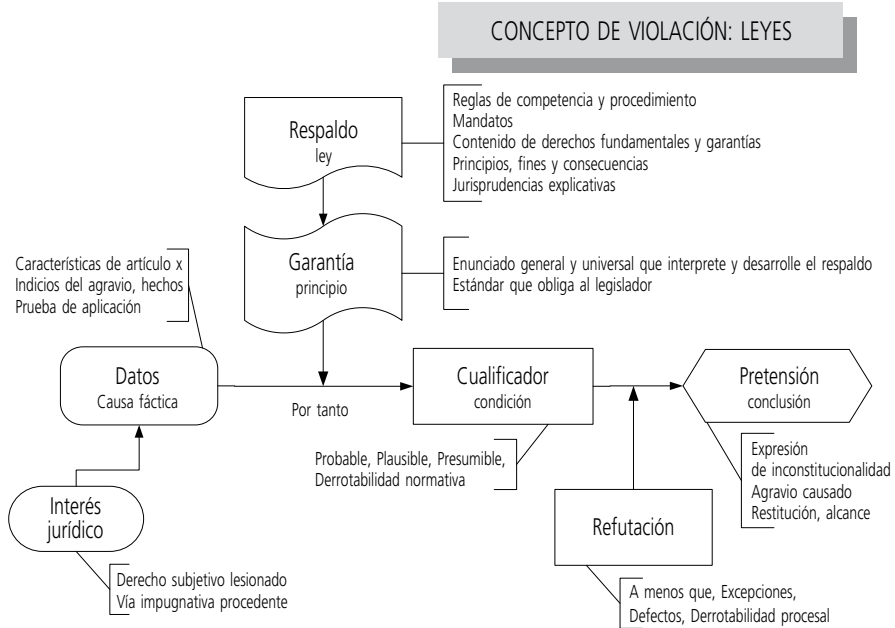 CONCEPTO DE VIOLACIÓN: LEYES
Respaldo
ley
Reglas de competencia y procedimiento
Mandatos
Contenido de derechos fundamentales y garantías
Principios, fines y consecuencias
Jurisprudencias explicativas
Garantía
principio
Enunciado general y universal que interprete y desarrolle el respaldo
Estándar que obliga al legislador
Características de artículo x
Indicios del agravio, hechos
Prueba de aplicación
Datos
Causa fáctica
Por tanto
Cualificador
condición
Pretensión
conclusión
Probable, Plausible, Presumible,
Derrotabilidad normativa
Expresión
de inconstitucionalidad
Agravio causado
Restitución, alcance
Interés
jurídico
Derecho subjetivo lesionado
Vía impugnativa procedente
Refutación
A menos que, Excepciones,
Defectos, Derrotabilidad procesal